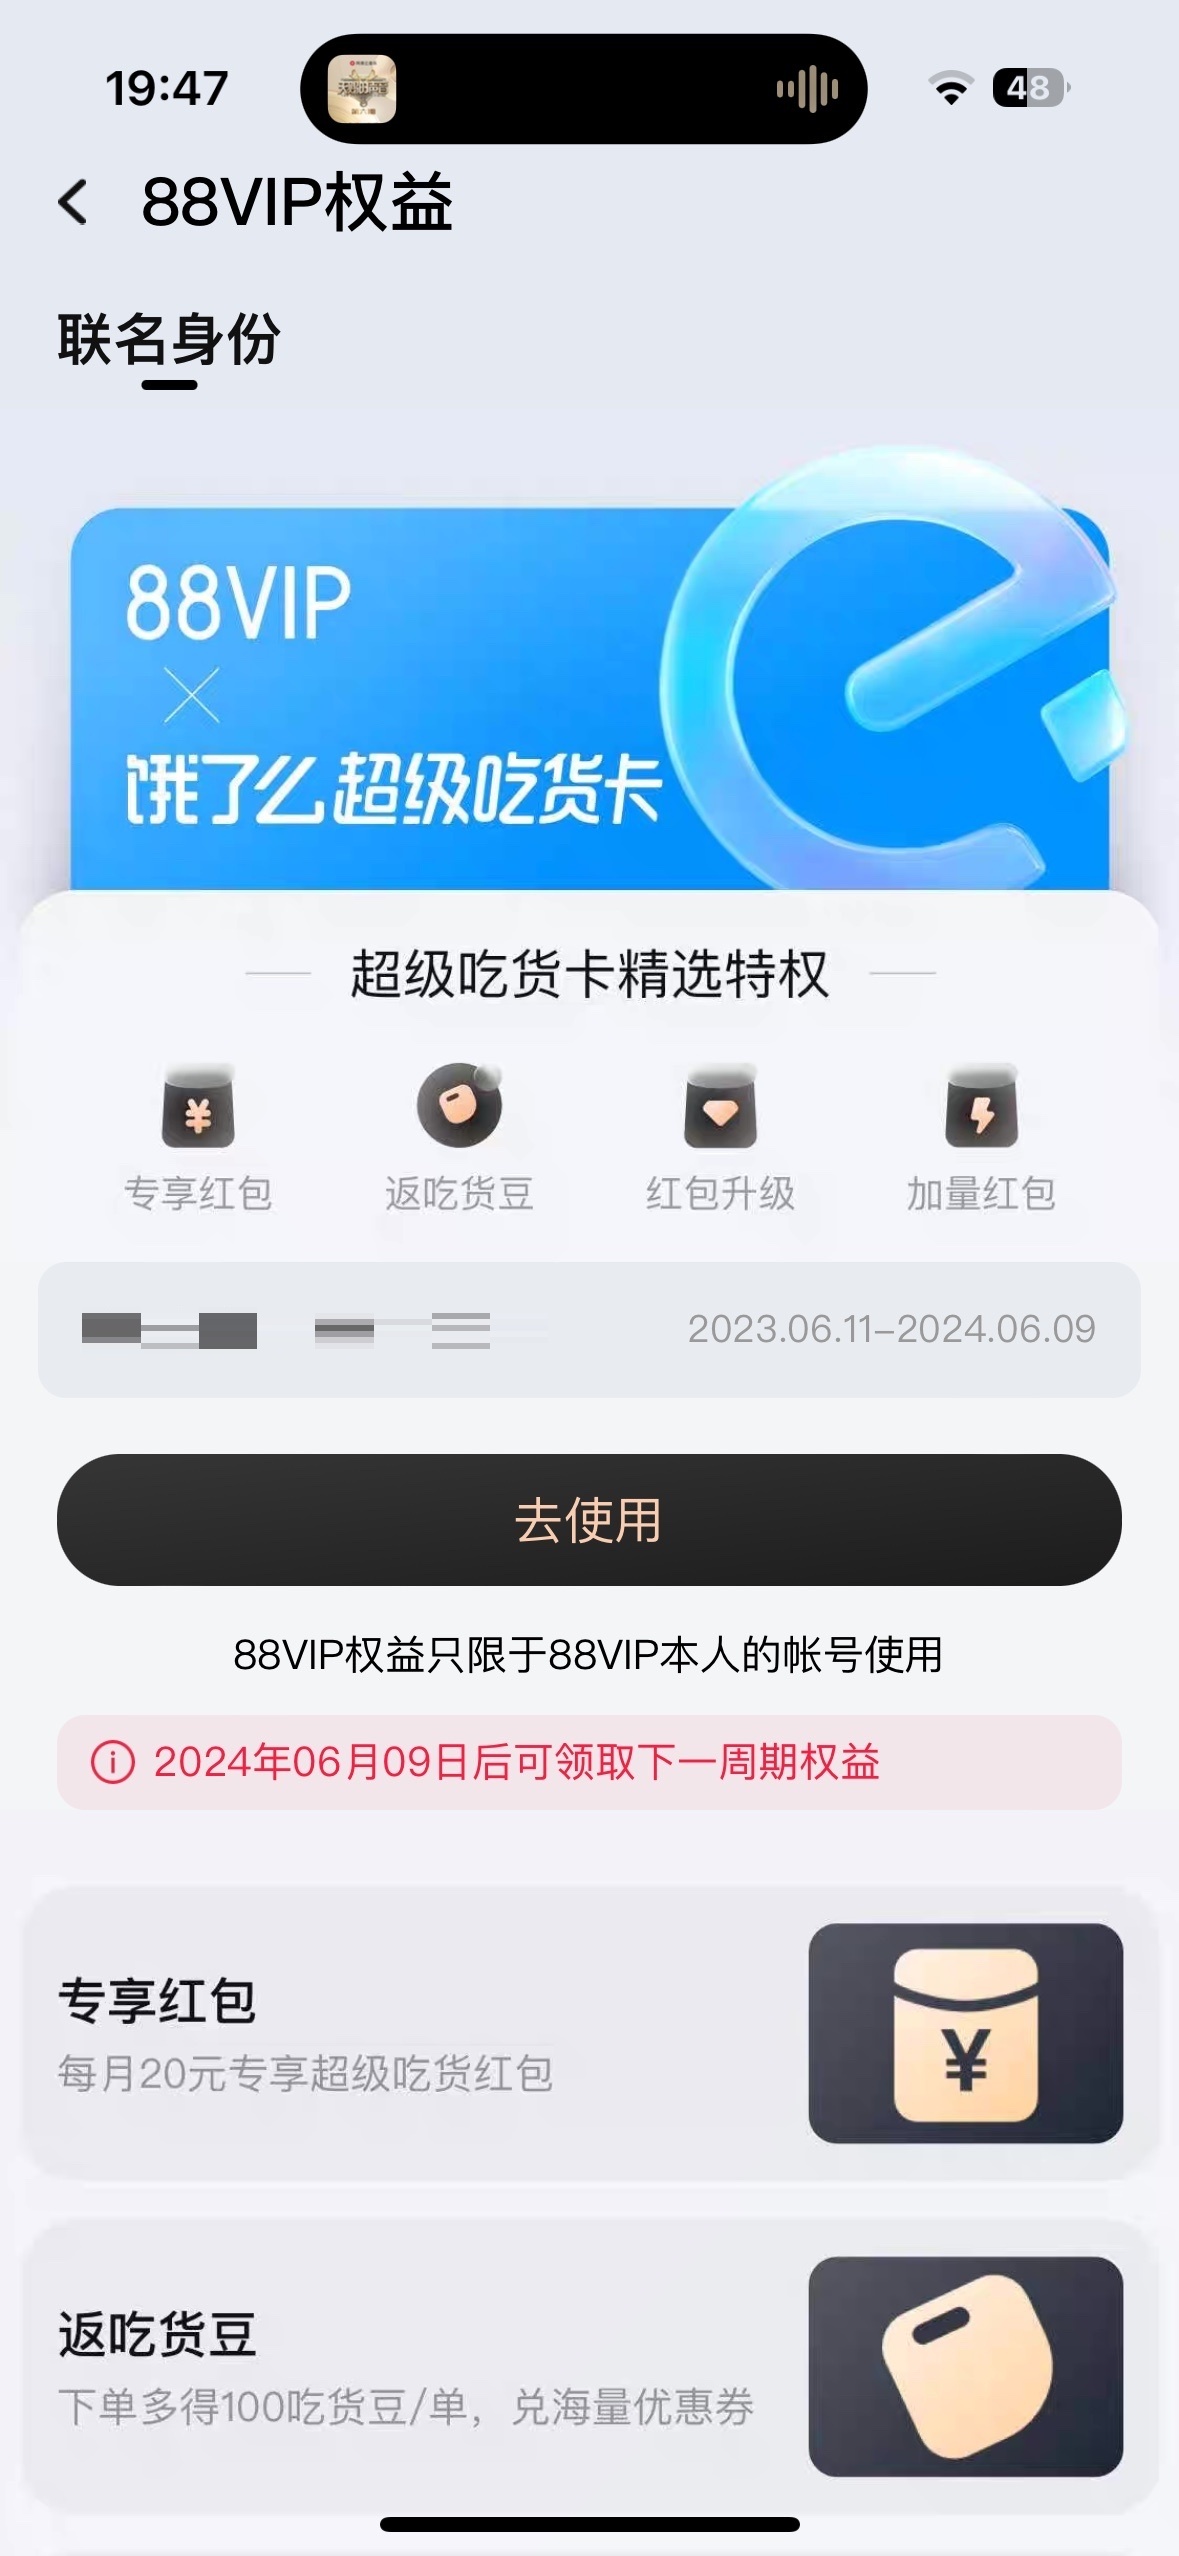 19:47
48
88VIP权益
联名身份
88VIP
饿了么超级吃货卡
超级吃货卡精选特权
专享红包
返吃货豆
红包升级
加量红包
2023.06.11-2024.06.09
去使用
88VIP权益只限于88VIP本人的帐号使用
2024年06月09日后可领取下一周期权益
专享红包
每月20元专享超级吃货红包
返吃货豆
下单多得100吃货豆/单，兑海量优惠券